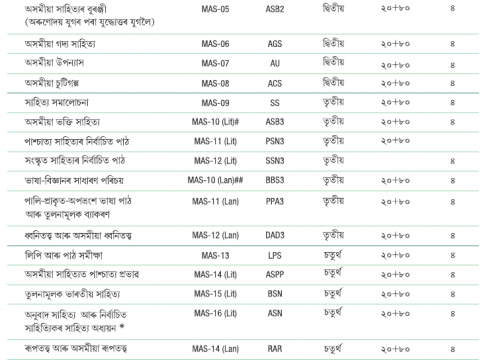 অসমীয়া সাহিত্যৰ বুৰঞ্জী MAS-05 ASB2 দ্বিতীয় ২০+৮০ ৪
(অৰুণোদয় যুগৰ পৰা যুদ্ধোত্তৰ যুগলৈ)
অসমীয়া গদ্য সাহিত্য MAS-06 AGS দ্বিতীয় ২০+৮০ ৪
অসমীয়া উপন্যাস MAS-07 AU দ্বিতীয় ২০+৮০ ৪
অসমীয়া চুটিগল্প MAS-08 ACS দ্বিতীয় ২০+৮০ ৪
সাহিত্য সমালোচনা MAS-09 SS তৃতীয় ২০+৮০ ৪
অসমীয়া ভক্তি সাহিত্য MAS-10 (Lit)# ASB3 তৃতীয় ২০+৮০ ৪
পাশ্চাত্য সাহিত্যৰ নিৰ্বাচিত পাঠ MAS-11 (Lit) PSN3 তৃতীয় ২০+৮০
সংস্কৃত সাহিত্যৰ নিৰ্বাচিত পাঠ MAS-12 (Lit) SSN3 তৃতীয় ৪
ভাষা-বিজ্ঞানৰ সাধাৰণ পৰিচয় MAS-10 (Lan)## BBS3 তৃতীয় ২০+৮০ ৪
পালি-প্ৰাকৃত-অপভ্ৰংশ ভাষা পাঠ MAS-11 (Lan) PPA3 তৃতীয় ২০+৮০ ৪
আৰু তুলনামূলক ব্যাকৰণ
ধ্বনিতত্ত্ব আৰু অসমীয়া ধ্বনিতত্ত্ব MAS-12 (Lan) DAD3 তৃতীয় ২০+৮০ ৪
লিপি আৰু পাঠ সমীক্ষা MAS-13 LPS চতুৰ্থ ২০+৮০ ৪
অসমীয়া সাহিত্যত পাশ্চাত্য প্ৰভাৱ MAS-14 (Lit) ASPP চতুৰ্থ ২০+৮০ ৪
তুলনামূলক ভাৰতীয় সাহিত্য MAS-15 (Lit) BSN চতুৰ্থ ২০+৮০ ৪
অনুবাদ সাহিত্য আৰু নিৰ্বাচিত MAS-16 (Lit) ASN চতুৰ্থ ২০+৮০ ৪
সাহিত্যিকৰ সাহিত্য অধ্যয়ন *
ৰূপতত্ত্ব আৰু অসমীয়া ৰূপতত্ত্ব MAS-14 (Lan) RAR চতুৰ্থ ২০+৮০ ৪